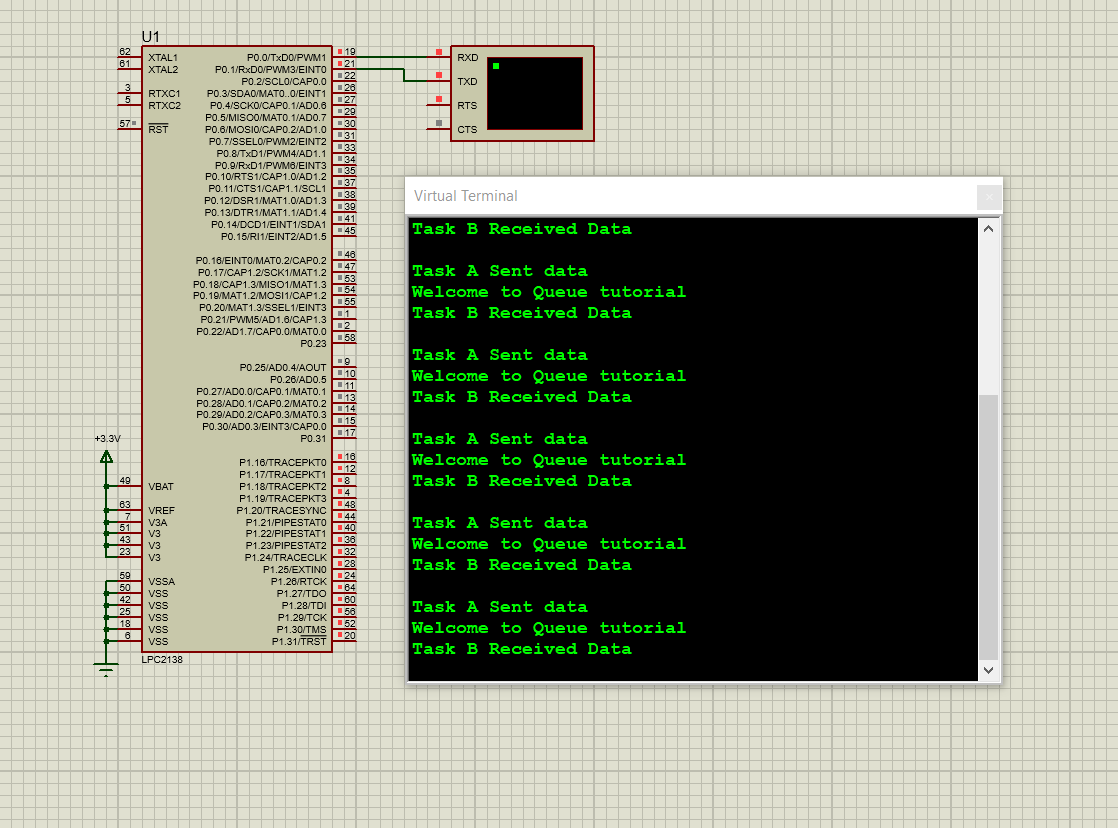 U1
62 XTAL1
61 XTAL2
3 RTXC1
5 RTXC2
57 RST
+3.3V
49 VBAT
63 VREF
7 V3A
51 V3
43 V3
23 V3
59 VSSA
50 VSS
42 VSS
25 VSS
18 VSS
6 VSS
P0.0/TxD0/PWM1 19
P0.1/RxD0/PWM3/EINT0 21
P0.2/SCL0/CAP0.0 22
P0.3/SDA0/MAT0..0/EINT1 26
P0.4/SCK0/CAP0.1/AD0.6 27
P0.5/MISO0/MAT0.1/AD0.7 29
P0.6/MOSI0/CAP0.2/AD1.0 30
P0.7/SSEL0/PWM2/EINT2 31
P0.8/TxD1/PWM4/AD1.1 33
P0.9/RxD1/PWM6/EINT3 34
P0.10/RTS1/CAP1.0/AD1.2 35
P0.11/CTS1/CAP1.1/SCL1 37
P0.12/DSR1/MAT1.0/AD1.3 38
P0.13/DTR1/MAT1.1/AD1.4 39
P0.14/DCD1/EINT1/SDA1 41
P0.15/RI1/EINT2/AD1.5 45
P0.16/EINT0/MAT0.2/CAP0.2 46
P0.17/CAP1.2/SCK1/MAT1.2 47
P0.18/CAP1.3/MISO1/MAT1.3 53
P0.19/MAT1.2/MOSI1/CAP1.2 54
P0.20/MAT1.3/SSEL1/EINT3 55
P0.21/PWM5/AD1.6/CAP1.3 1
P0.22/AD1.7/CAP0.0/MAT0.0 2
P0.23 58
P0.25/AD0.4/AOUT 9
P0.26/AD0.5 10
P0.27/AD0.0/CAP0.1/MAT0.1 11
P0.28/AD0.1/CAP0.2/MAT0.2 13
P0.29/AD0.2/CAP0.3/MAT0.3 14
P0.30/AD0.3/EINT3/CAP0.0 15
P0.31 17
P1.16/TRACEPKT0 16
P1.17/TRACEPKT1 12
P1.18/TRACEPKT2 8
P1.19/TRACEPKT3 4
P1.20/TRACESYNC 48
P1.21/PIPESTAT0 44
P1.22/PIPESTAT1 40
P1.23/PIPESTAT2 36
P1.24/TRACECLK 32
P1.25/EXTIN0 28
P1.26/RTCK 24
P1.27/TDO 64
P1.28/TDI 60
P1.29/TCK 56
P1.30/TMS 52
P1.31/TRST 20
LPC2138
RXD
TXD
RTS
CTS
Virtual Terminal
Task B Received Data
Task A Sent data
Welcome to Queue tutorial
Task B Received Data
Task A Sent data
Welcome to Queue tutorial
Task B Received Data
Task A Sent data
Welcome to Queue tutorial
Task B Received Data
Task A Sent data
Welcome to Queue tutorial
Task B Received Data
Task A Sent data
Welcome to Queue tutorial
Task B Received Data